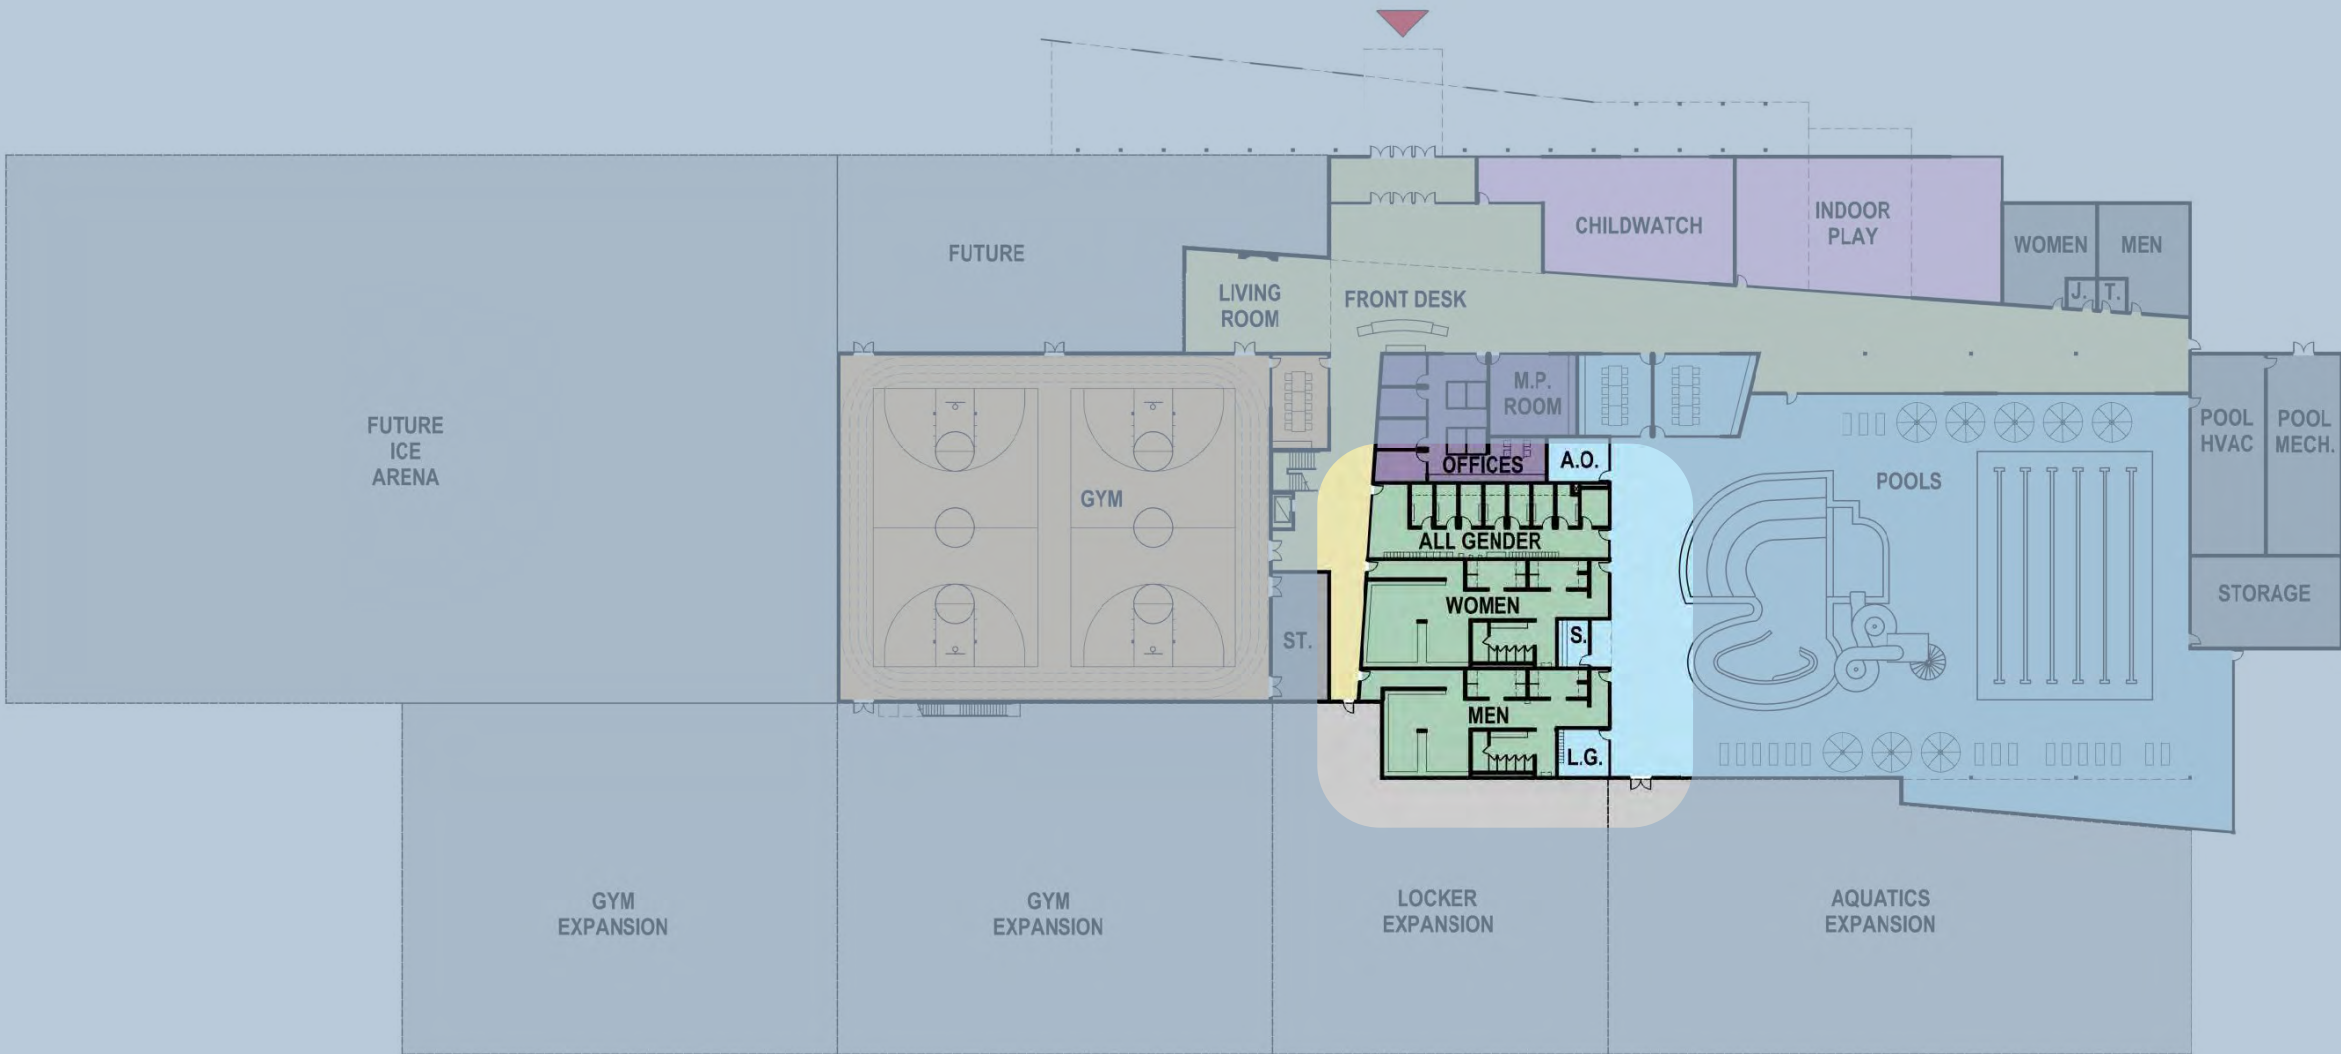 FUTURE
CHILDWATCH
INDOOR
PLAY
WOMEN
MEN
J.
T.
LIVING
ROOM
FRONT DESK
M.P.
ROOM
FUTURE
ICE
ARENA
GYM
OFFICES
A.O.
POOLS
POOL
HVAC
POOL
MECH.
ALL GENDER
WOMEN
S.
ST.
STORAGE
MEN
L.G.
GYM
EXPANSION
GYM
EXPANSION
LOCKER
EXPANSION
AQUATICS
EXPANSION